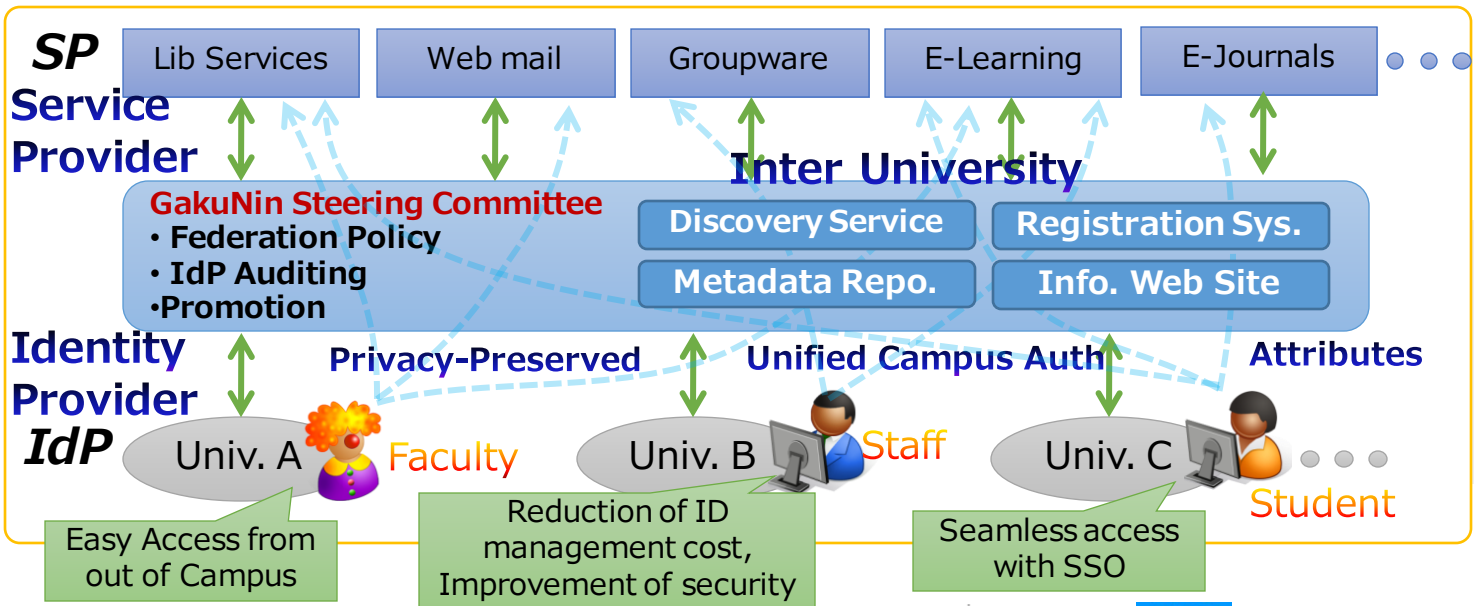 SP
Service
Provider
Lib Services
Web mail
Groupware
E-Learning
E-Journals
Inter University
GakuNin Steering Committee
• Federation Policy
• IdP Auditing
•Promotion
Discovery Service
Registration Sys.
Metadata Repo.
Info. Web Site
Identity
Provider
IdP
Privacy-Preserved
Unified Campus Auth
Attributes
Univ. A
Faculty
Univ. B
Staff
Univ. C
Student
Easy Access from
out of Campus
Reduction of ID
management cost,
Improvement of security
Seamless access
with SSO